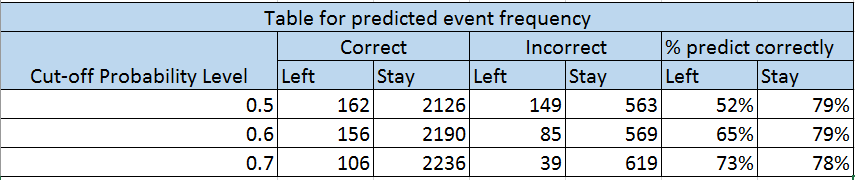 Table for predicted event frequency
Correct Incorrect % predict correctly
Cut-off Probability Level Left Stay Left Stay Left Stay
0.5 162 2126 149 563 52% 79%
0.6 156 2190 85 569 65% 79%
0.7 106 2236 39 619 73% 78%